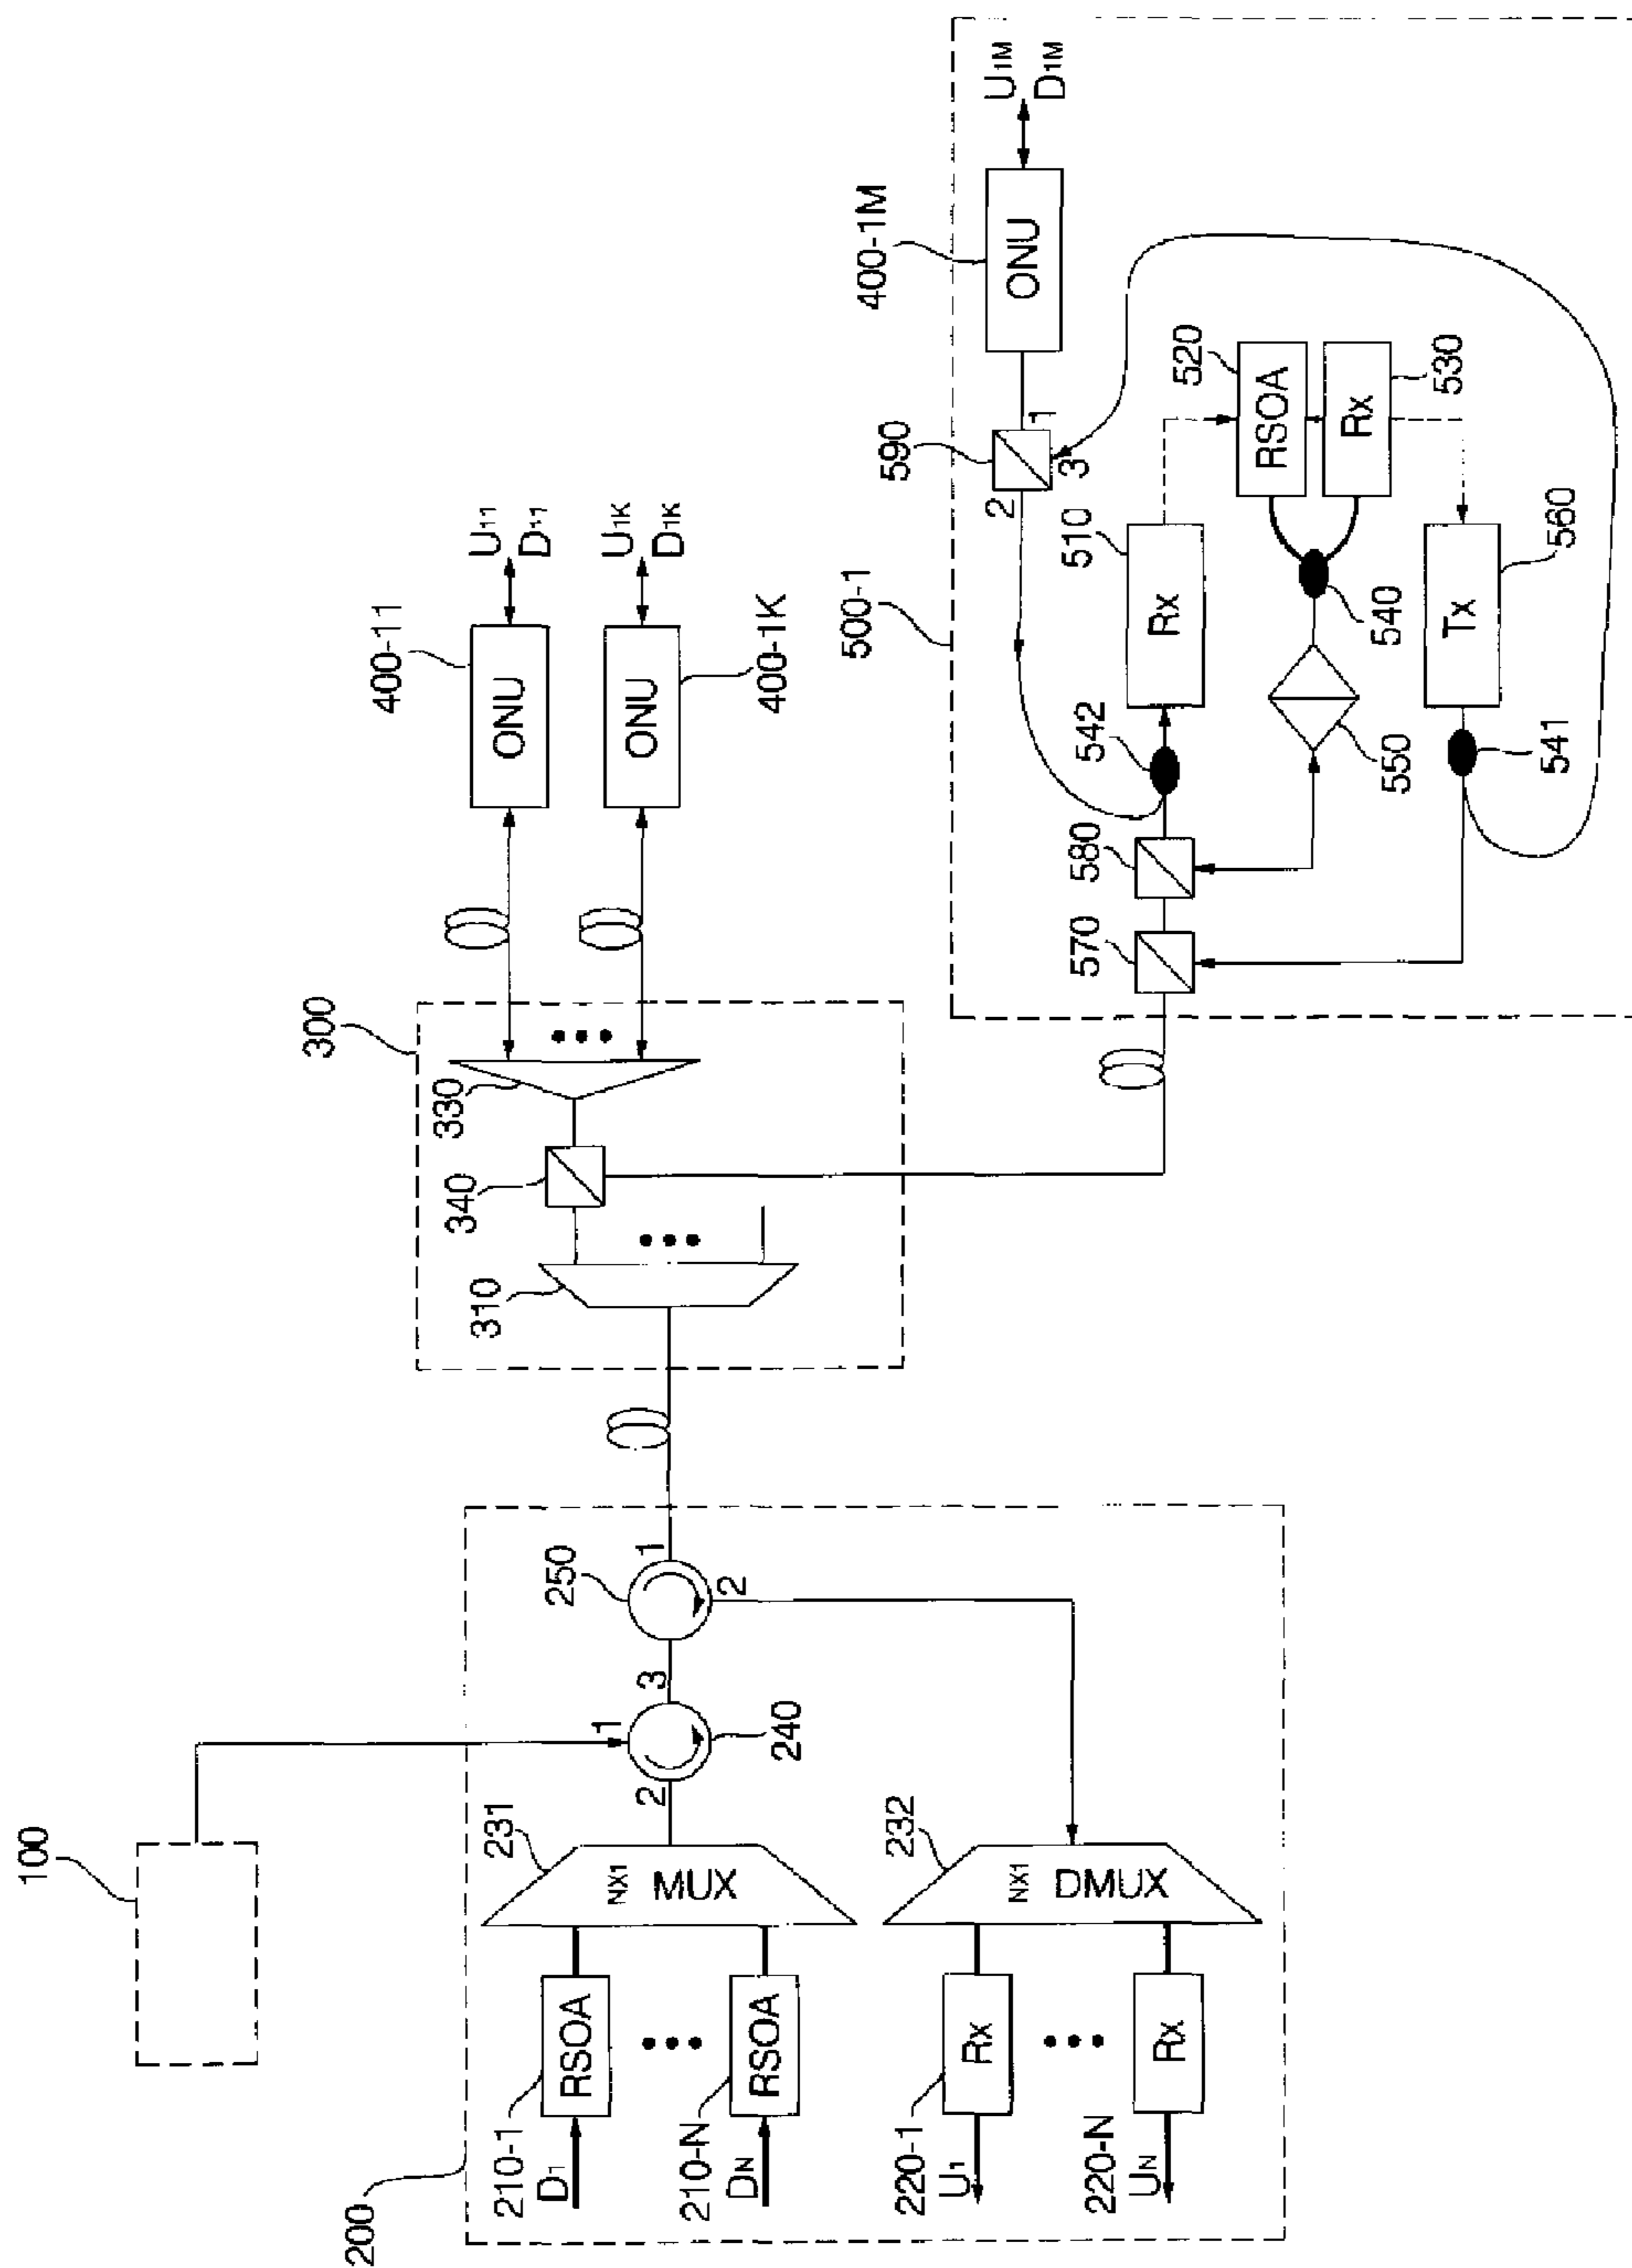 100
200
210-1
D1
RSOA
210-N
DN
RSOA
NX1
MUX
231
2
1
240
3
250
1
2
220-1
U1
Rx
220-N
UN
Rx
NX1
DMUX
232
300
310
340
330
400-11
ONU
U11
D11
400-1K
ONU
U1K
D1K
500-1
400-1M
ONU
U1M
D1M
590
2
1
3
570
580
542
510
Rx
520
RSOA
530
Rx
540
550
560
Tx
541